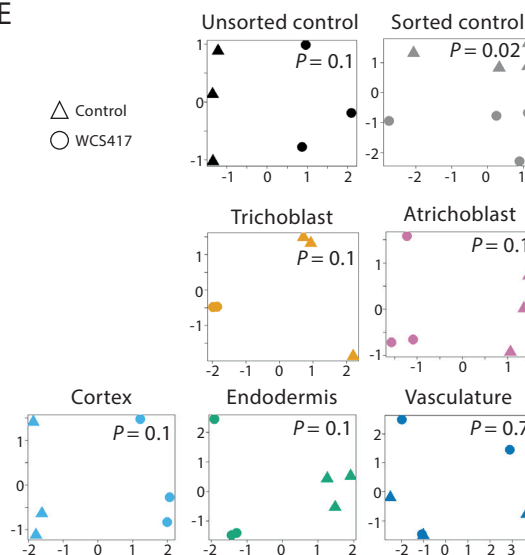 E
Unsorted control Sorted control
P = 0.1
P = 0.02
Control
WCS417
1
0
-1
-1 0 1 2
1
0
-1
-2
-2 -1 0 1
Trichoblast Atrichoblast
P = 0.1
P = 0.1
1
0
-1
-2 -1 0 1 2
1
0
-1
-1 0 1
Cortex Endodermis Vasculature
P = 0.1
P = 0.1
P = 0.7
1
0
-1
-2 -1 0 1 2
2
1
0
-1
-2 -1 0 1 2
2
1
0
-1
-2 -1 0 1 2 3